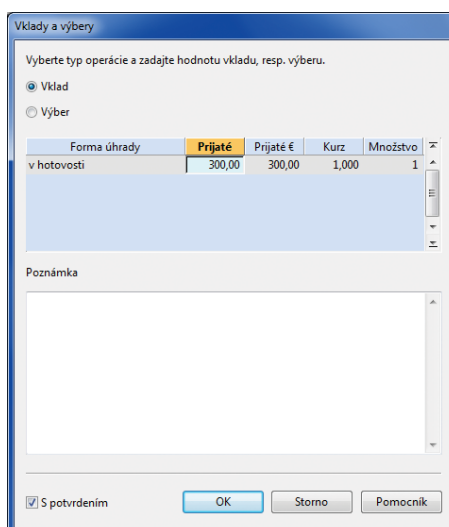 Vklady a výbery
Vyberte typ operácie a zadajte hodnotu vkladu, resp. výberu.
Vklad
Výber
Forma úhrady Prijaté Prijaté € Kurz Množstvo
v hotovosti 300,00 300,00 1,000 1
Poznámka
S potvrdením OK Storno Pomocník